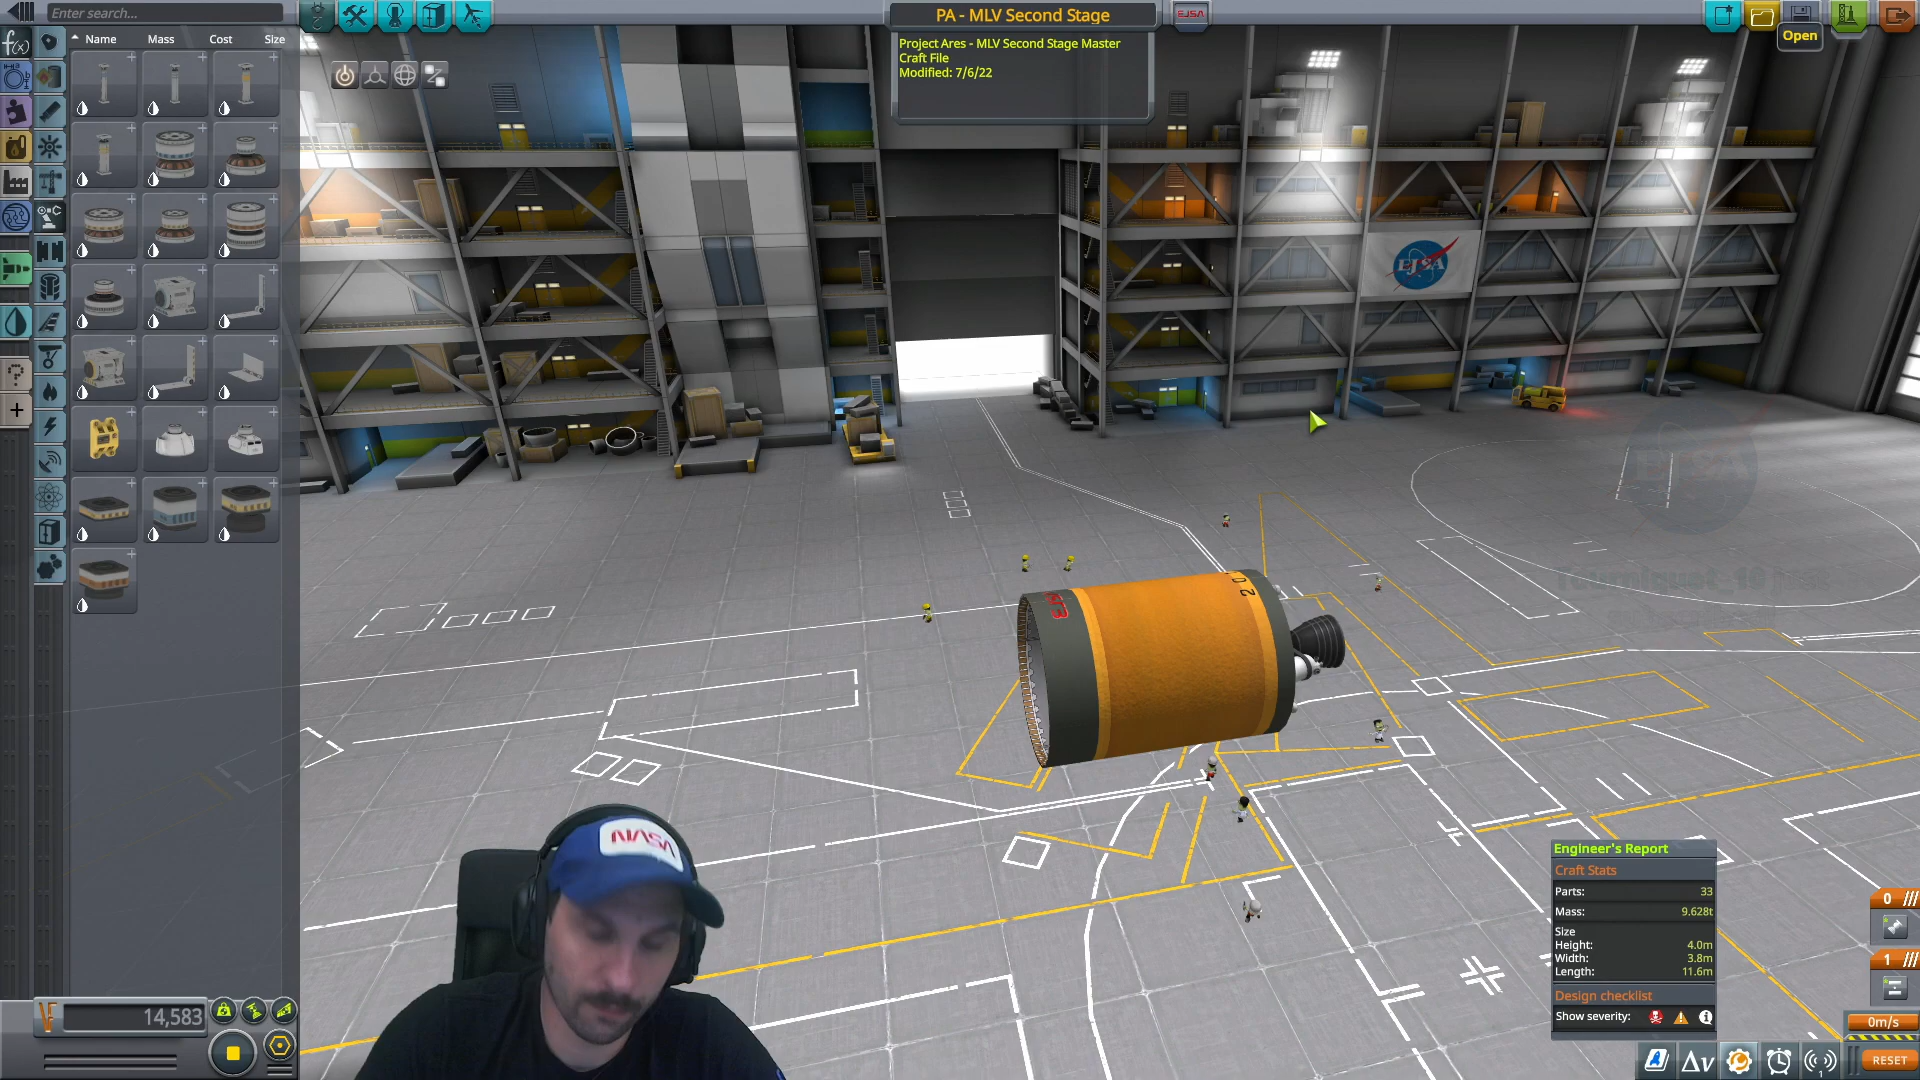 Enter search...
PA - MLV Second Stage
EJSA
Project Ares - MLV Second Stage Master
Craft File
Modified: 7/6/22
Open
Name Mass Cost Size
f(x)
EJSA
NASA
14,583
Engineer's Report
Craft Stats
Parts: 33
Mass: 9.628t
Size
Height: 4.0m
Width: 3.8m
Length: 11.6m
Design checklist
Show severity:
0
1
0m/s
Δv
RESET